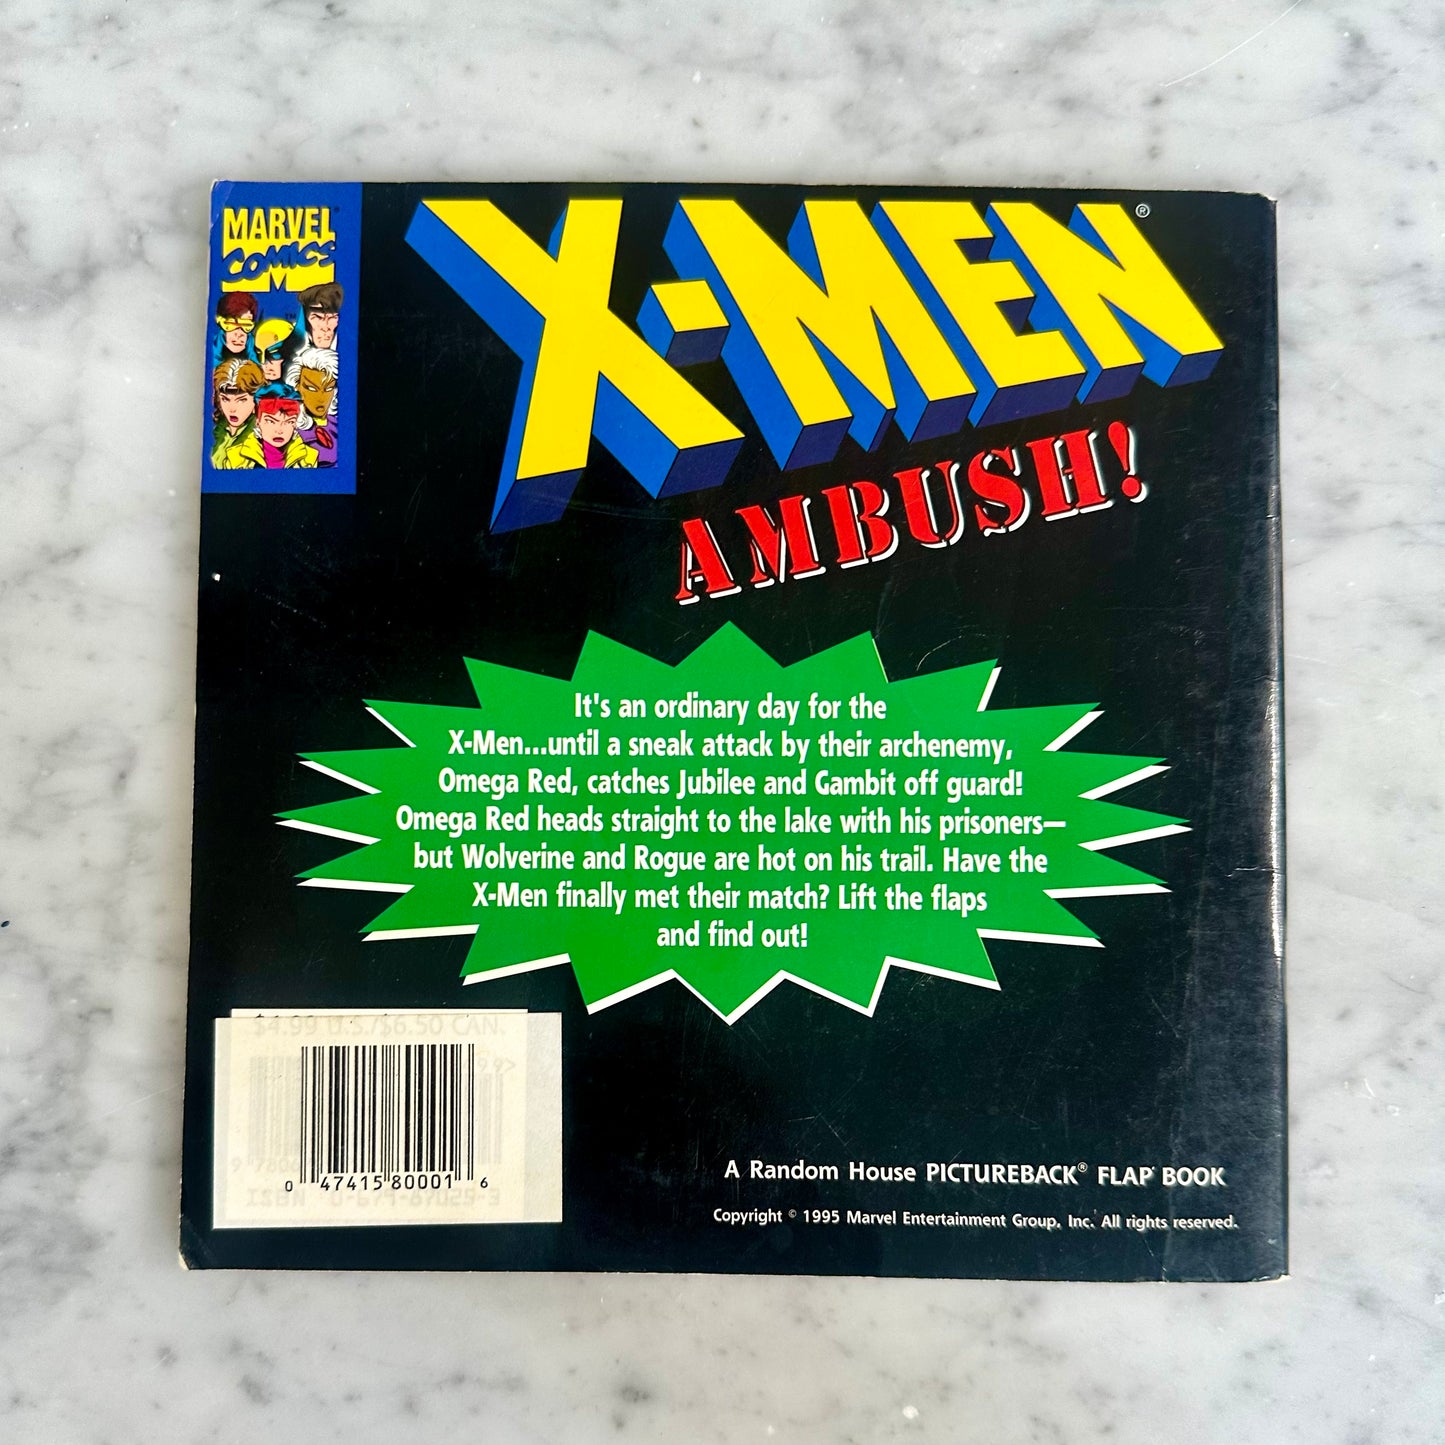 MARVEL
COMICS
X-MEN®
AMBUSH!
It's an ordinary day for the
X-Men...until a sneak attack by their archenemy,
Omega Red, catches Jubilee and Gambit off guard!
Omega Red heads straight to the lake with his prisoners—
but Wolverine and Rogue are hot on his trail. Have the
X-Men finally met their match? Lift the flaps
and find out!
$4.99 U.S./$6.50 CAN.
0 47415 80001 6
ISBN
A Random House PICTUREBACK® FLAP BOOK
Copyright © 1995 Marvel Entertainment Group, Inc. All rights reserved.